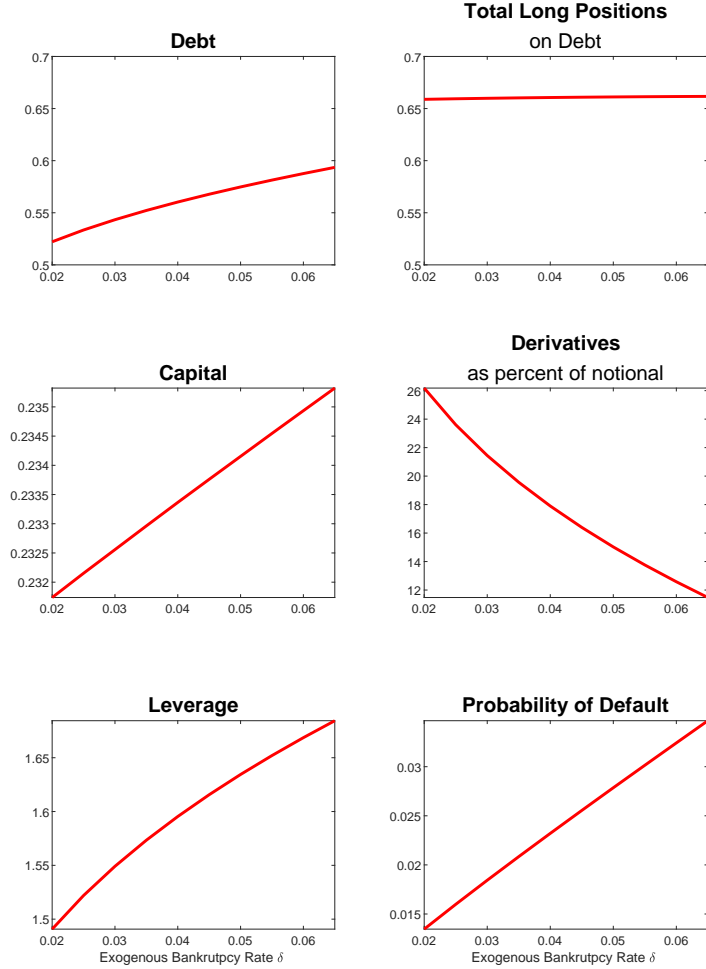 Debt
0.7
0.65
0.6
0.55
0.5
0.02 0.03 0.04 0.05 0.06
Total Long Positions
on Debt
0.7
0.65
0.6
0.55
0.5
0.02 0.03 0.04 0.05 0.06
Capital
0.235
0.2345
0.234
0.2335
0.233
0.2325
0.232
0.02 0.03 0.04 0.05 0.06
Derivatives
as percent of notional
26
24
22
20
18
16
14
12
0.02 0.03 0.04 0.05 0.06
Leverage
1.65
1.6
1.55
1.5
0.02 0.03 0.04 0.05 0.06
Exogenous Bankrutpcy Rate δ
Probability of Default
0.03
0.025
0.02
0.015
0.02 0.03 0.04 0.05 0.06
Exogenous Bankrutpcy Rate δ